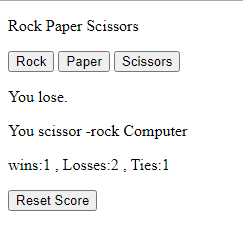 Rock Paper Scissors
Rock Paper Scissors
You lose.
You scissor -rock Computer
wins:1 , Losses:2 , Ties:1
Reset Score